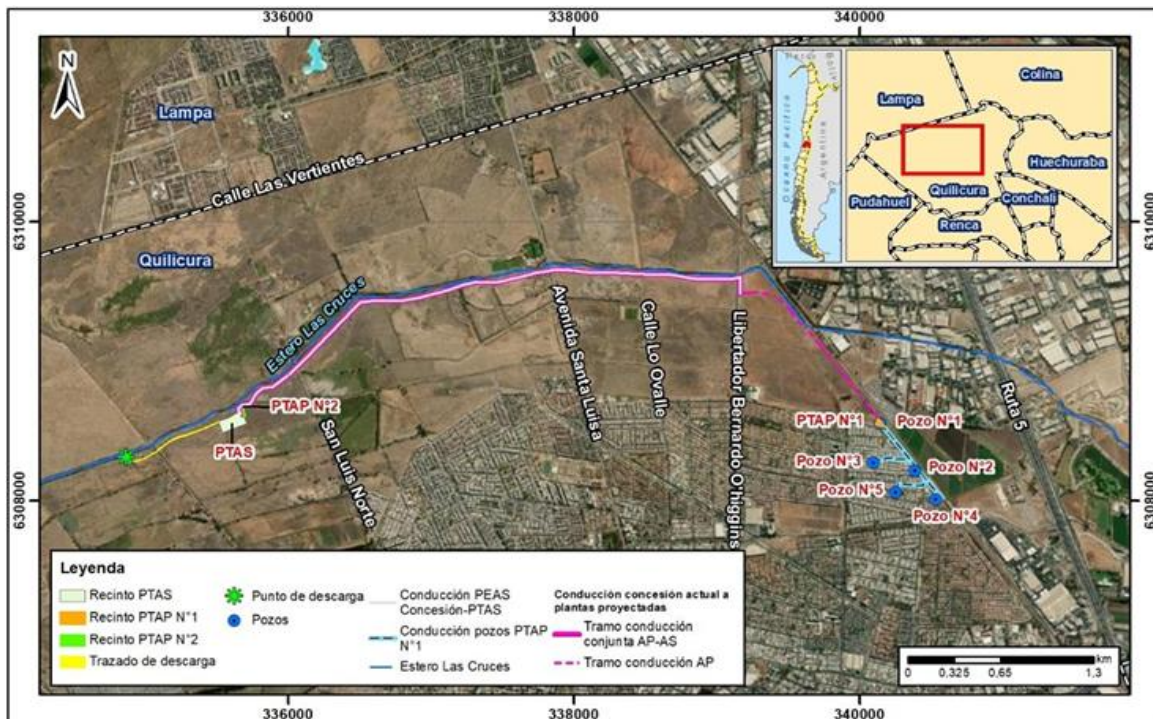 336000
338000
340000
N
Lampa
Calle Las Vertientes
Quilicura
Estero Las Cruces
Avenida Santa Luisa
Calle Lo Ovalle
Libertador Bernardo O'higgins
San Luis Norte
Ruta 5
PTAP N°2
PTAS
PTAP N°1
Pozo N°1
Pozo N°3
Pozo N°2
Pozo N°5
Pozo N°4
Oceano Pacifico
Argentina
Colina
Lampa
Huechuraba
Quilicura
Pudahuel
Conchalí
Renca
6310000
6310000
6308000
6308000
Leyenda
Recinto PTAS
Recinto PTAP N°1
Recinto PTAP N°2
Trazado de descarga
Punto de descarga
Pozos
Conducción PEAS
Concesión-PTAS
Conducción pozos PTAP
N°1
Estero Las Cruces
Conducción concesión actual a
plantas proyectadas
Tramo conducción
conjunta AP-AS
Tramo conducción AP
km
0 0,325 0,65 1,3
336000
338000
340000